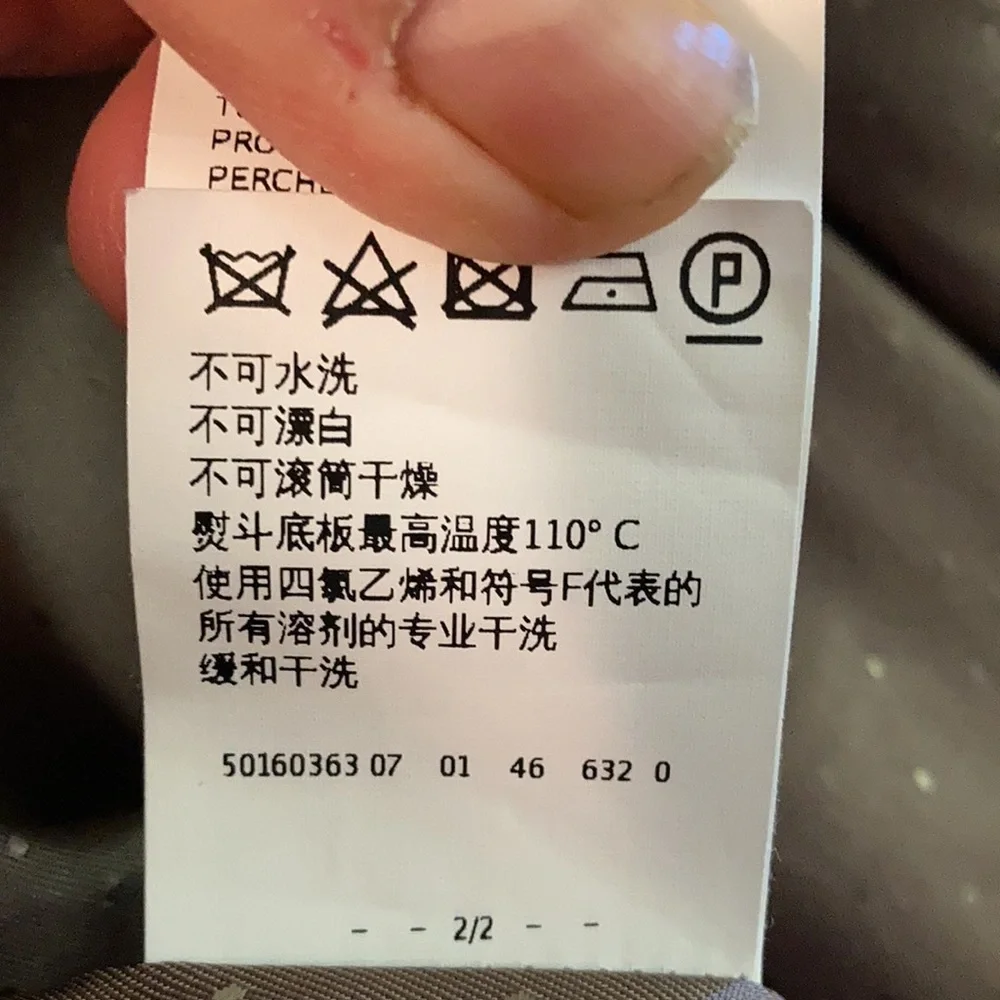 PRO
PERCHE
P
不可水洗
不可漂白
不可滚筒干燥
熨斗底板最高温度110° C
使用四氯乙烯和符号F代表的
所有溶剂的专业干洗
缓和干洗
50160363 07 01 46 632 0
- - 2/2 - -